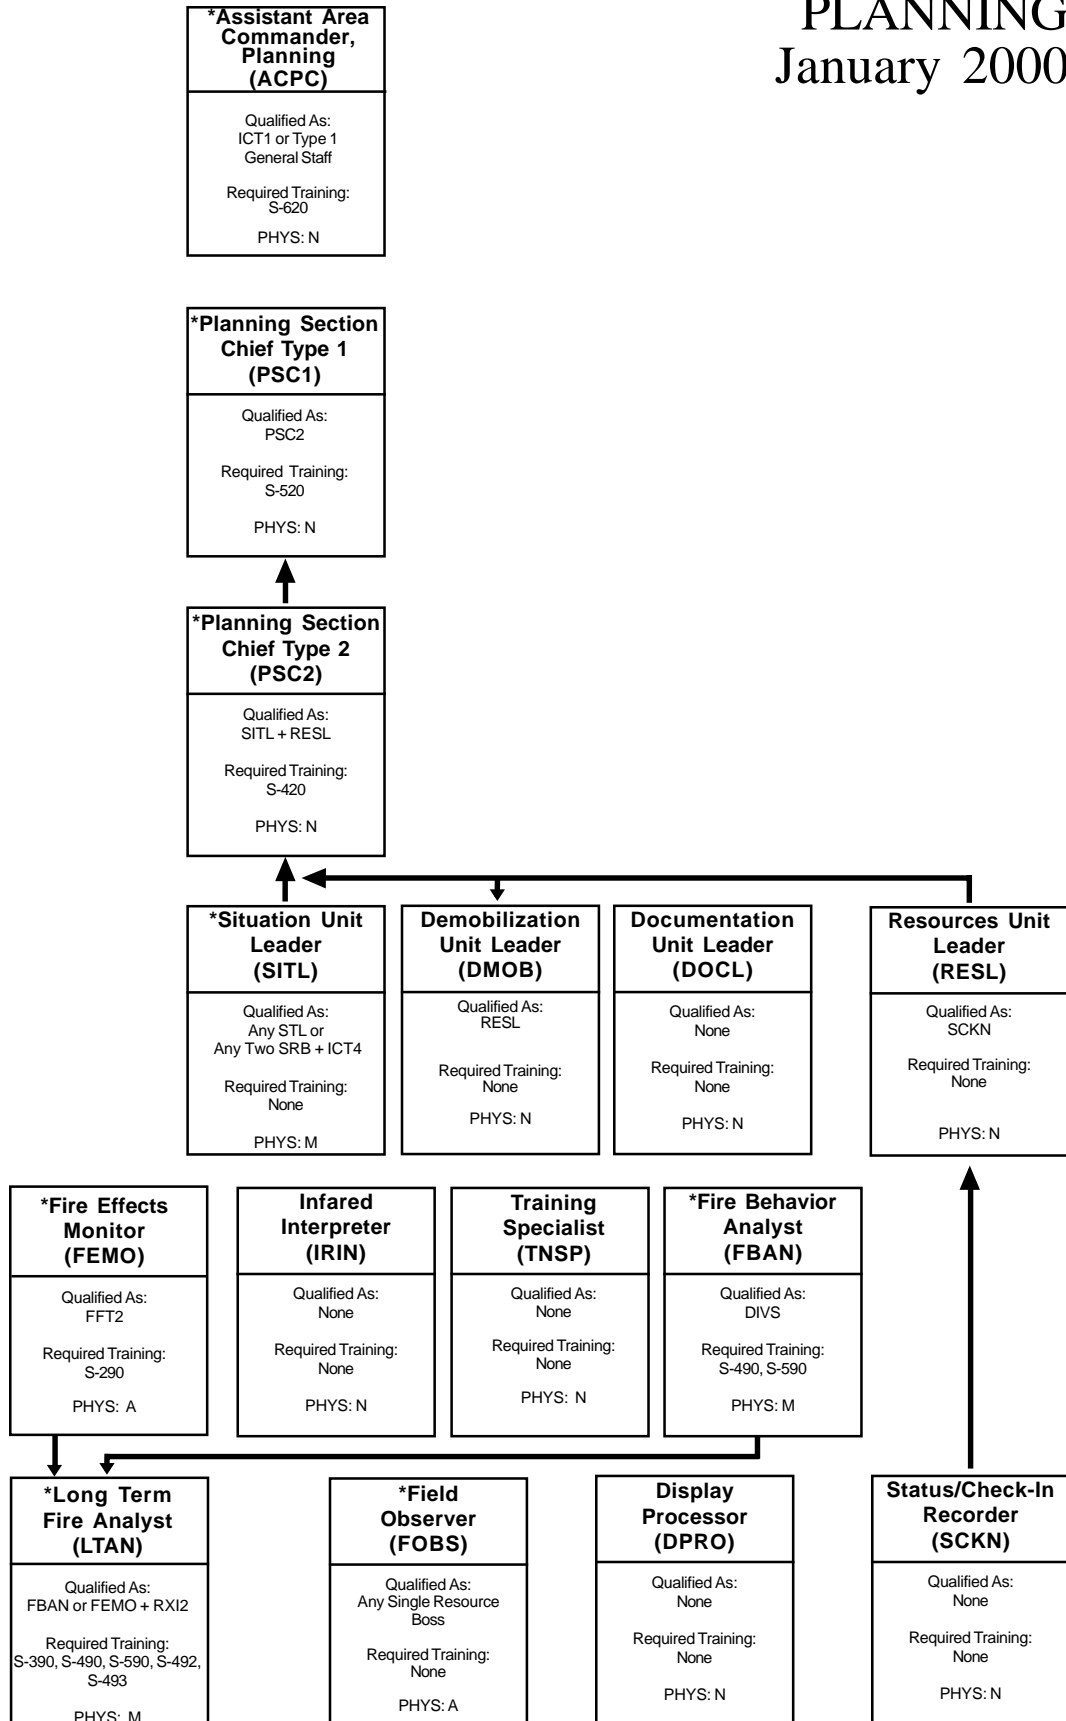 PLANNING
January 2000
*Assistant Area
Commander,
Planning
(ACPC)
Qualified As:
ICT1 or Type 1
General Staff
Required Training:
S-620
PHYS: N
*Planning Section
Chief Type 1
(PSC1)
Qualified As:
PSC2
Required Training:
S-520
PHYS: N
*Planning Section
Chief Type 2
(PSC2)
Qualified As:
SITL + RESL
Required Training:
S-420
PHYS: N
*Situation Unit
Leader
(SITL)
Qualified As:
Any STL or
Any Two SRB + ICT4
Required Training:
None
PHYS: M
Demobilization
Unit Leader
(DMOB)
Qualified As:
RESL
Required Training:
None
PHYS: N
Documentation
Unit Leader
(DOCL)
Qualified As:
None
Required Training:
None
PHYS: N
Resources Unit
Leader
(RESL)
Qualified As:
SCKN
Required Training:
None
PHYS: N
*Fire Effects
Monitor
(FEMO)
Qualified As:
FFT2
Required Training:
S-290
PHYS: A
Infared
Interpreter
(IRIN)
Qualified As:
None
Required Training:
None
PHYS: N
Training
Specialist
(TNSP)
Qualified As:
None
Required Training:
None
PHYS: N
*Fire Behavior
Analyst
(FBAN)
Qualified As:
DIVS
Required Training:
S-490, S-590
PHYS: M
*Long Term
Fire Analyst
(LTAN)
Qualified As:
FBAN or FEMO + RXI2
Required Training:
S-390, S-490, S-590, S-492,
S-493
PHYS: M
*Field
Observer
(FOBS)
Qualified As:
Any Single Resource
Boss
Required Training:
None
PHYS: A
Display
Processor
(DPRO)
Qualified As:
None
Required Training:
None
PHYS: N
Status/Check-In
Recorder
(SCKN)
Qualified As:
None
Required Training:
None
PHYS: N